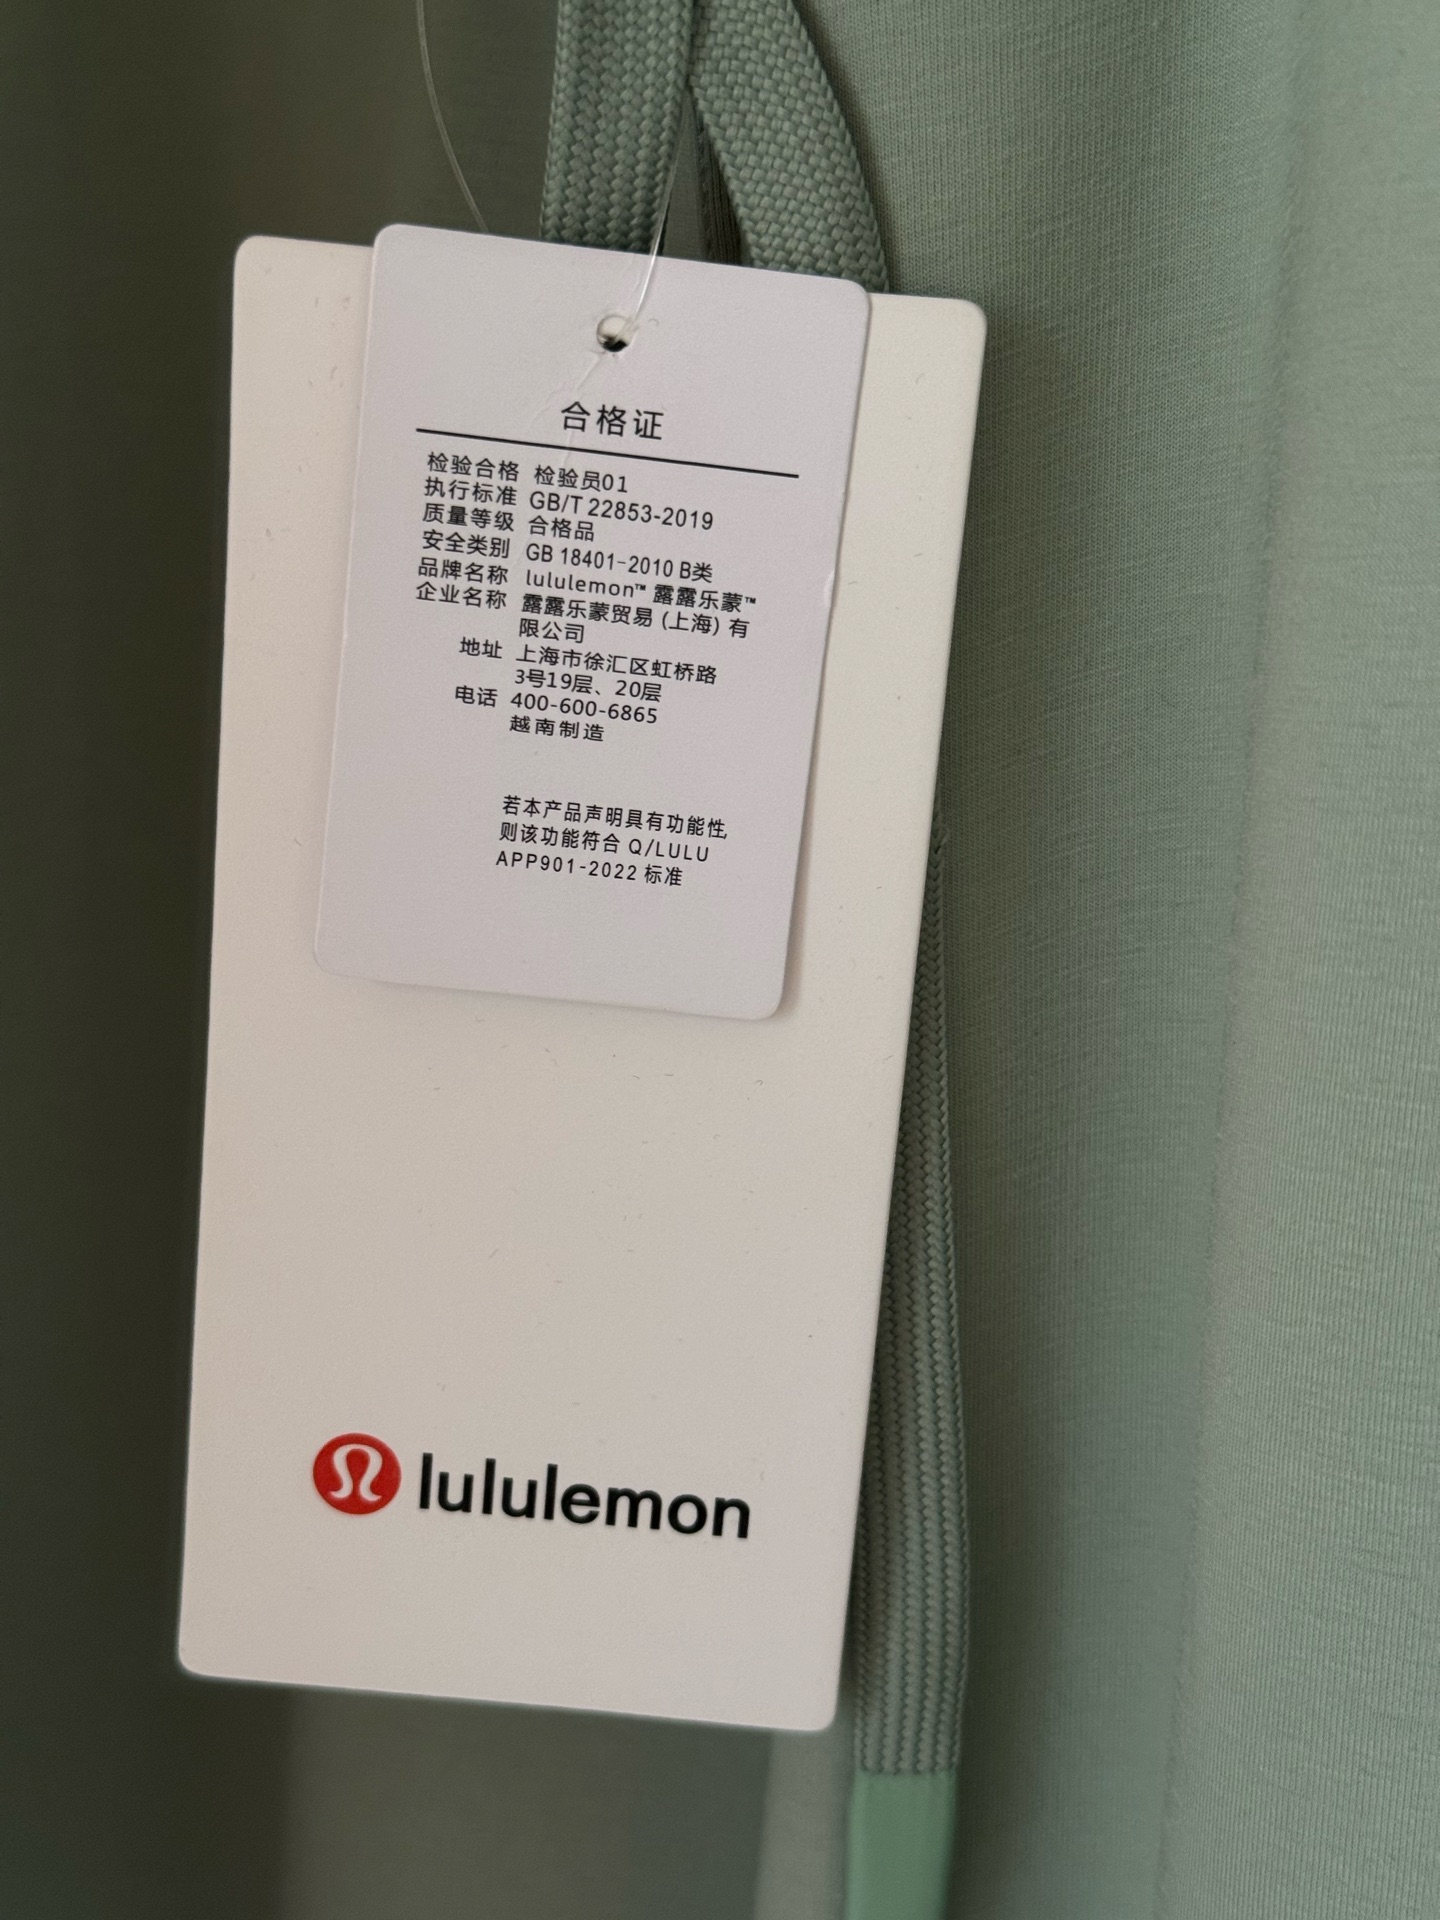 合格证
检验合格 检验员01
执行标准 GB/T 22853-2019
质量等级 合格品
安全类别 GB 18401-2010 B类
品牌名称 lululemon™ 露露乐蒙™
企业名称 露露乐蒙贸易 (上海) 有
限公司
地址 上海市徐汇区虹桥路
3号19层、20层
电话 400-600-6865
越南制造
若本产品声明具有功能性,
则该功能符合 Q/LULU
APP901-2022 标准
lululemon